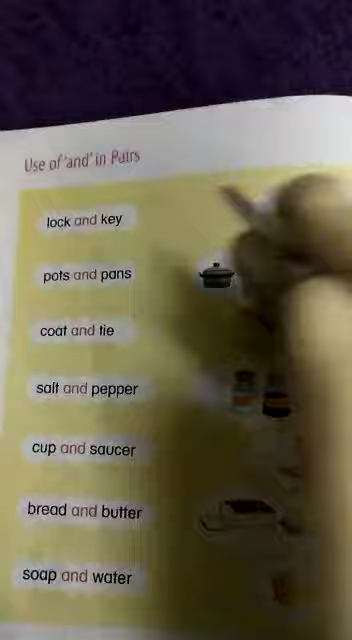 Use of 'and' in Pairs
lock and key
pots and pans
coat and tie
salt and pepper
cup and saucer
bread and butter
soap and water